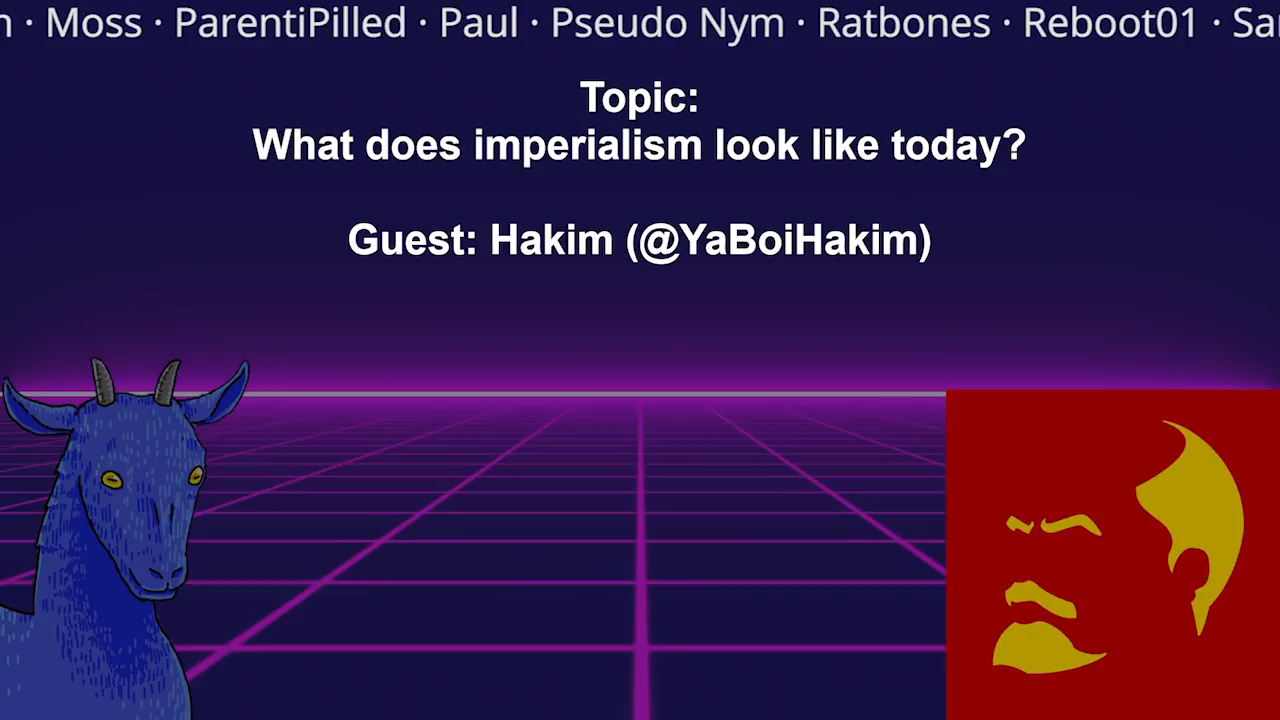 · Moss · ParentiPilled · Paul · Pseudo Nym · Ratbones · Reboot01 ·
Topic:
What does imperialism look like today?
Guest: Hakim (@YaBoiHakim)